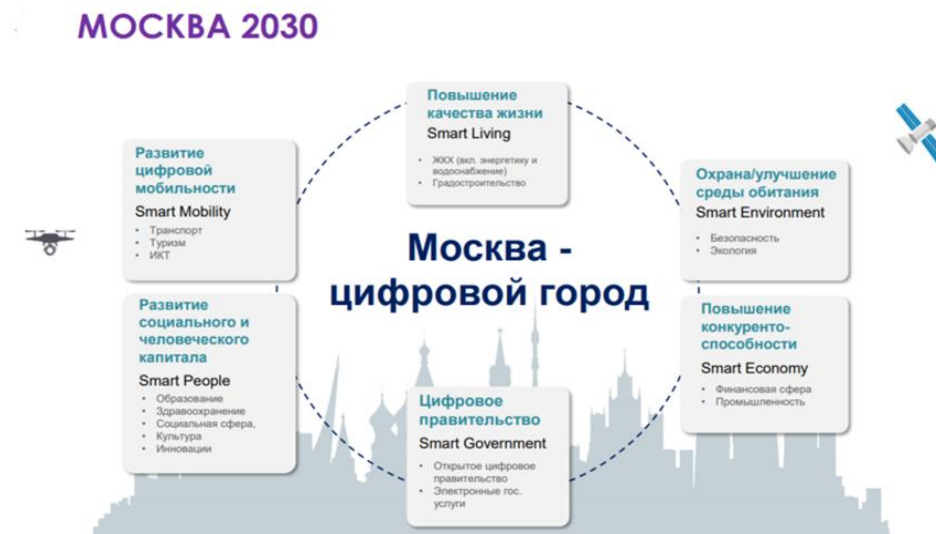 МОСКВА 2030
Повышение
качества жизни
Smart Living
• ЖКХ (вкл. энергетику и
водоснабжение)
• Градостроительство
Развитие
цифровой
мобильности
Smart Mobility
• Транспорт
• Туризм
• ИКТ
Охрана/улучшение
среды обитания
Smart Environment
• Безопасность
• Экология
Москва -
цифровой город
Развитие
социального и
человеческого
капитала
Smart People
• Образование
• Здравоохранение
• Социальная сфера,
• Культура
• Инновации
Повышение
конкуренто-
способности
Smart Economy
• Финансовая сфера
• Промышленность
Цифровое
правительство
Smart Government
• Открытое цифровое
правительство
• Электронные гос.
услуги